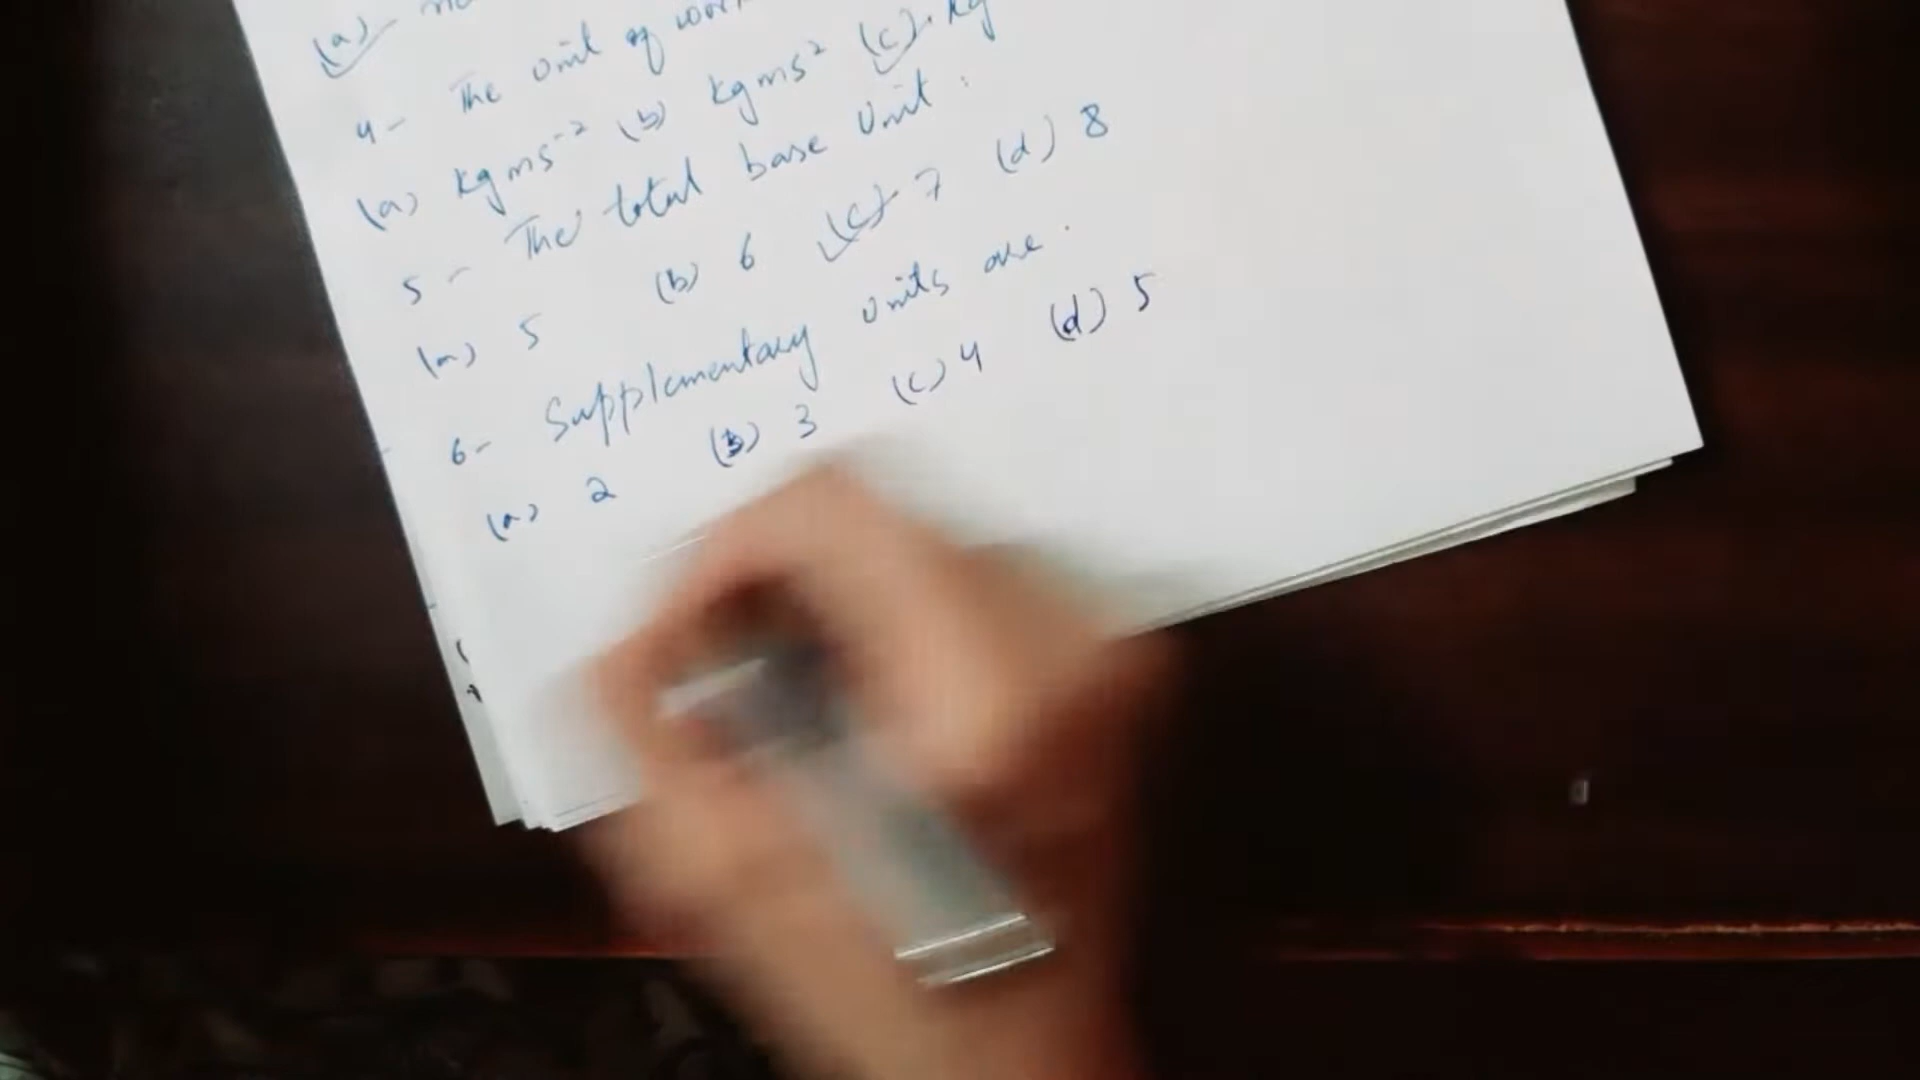 (a)
4- The Unit of work
(a) kgms⁻² (b) kgms² (c) kg
5- The total base Unit:
(a) 5 (b) 6 (c) 7 (d) 8
6- Supplementary Units are.
(a) 2 (b) 3 (c) 4 (d) 5